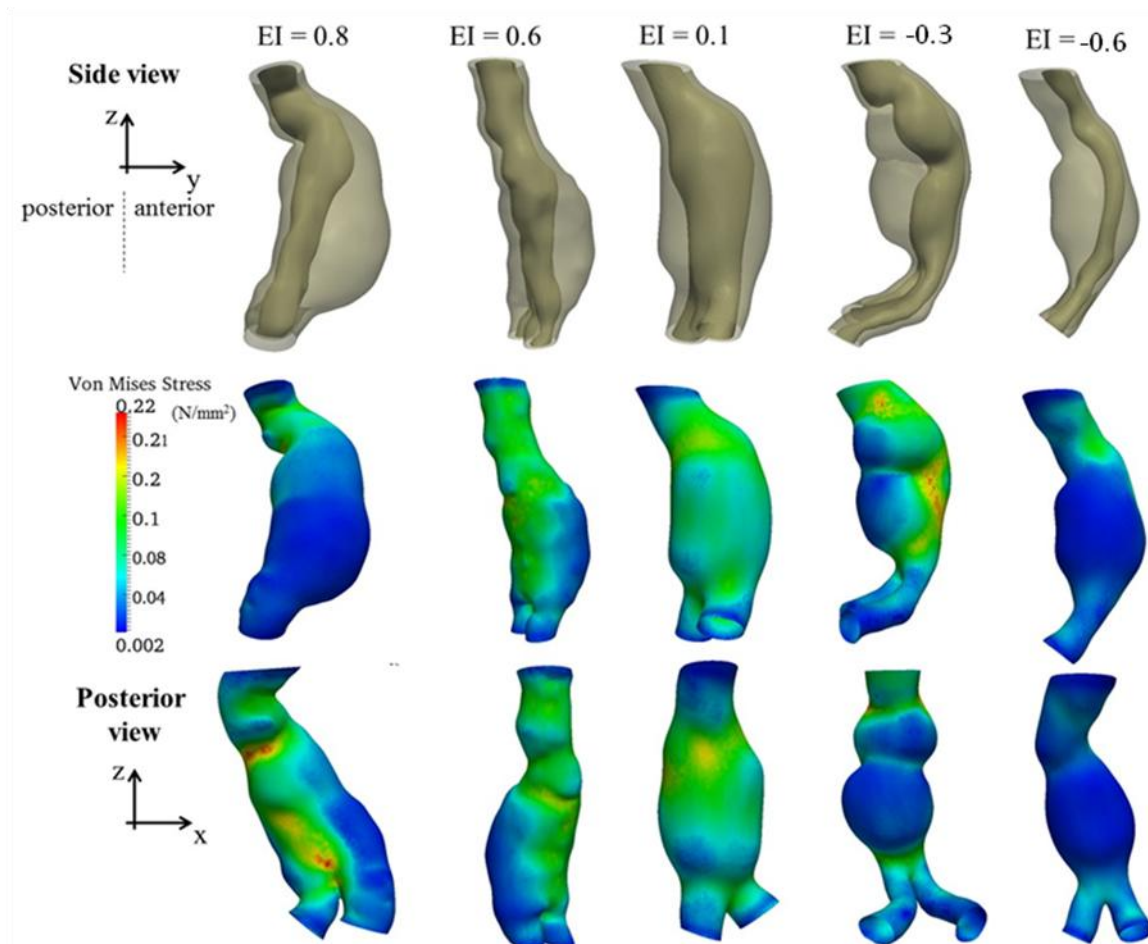 EI = 0.8 EI = 0.6 EI = 0.1 EI = -0.3 EI = -0.6
Side view
z
y
posterior anterior
Von Mises Stress
(N/mm²)
0.22
0.21
0.2
0.1
0.08
0.04
0.002
Posterior
view
z
x